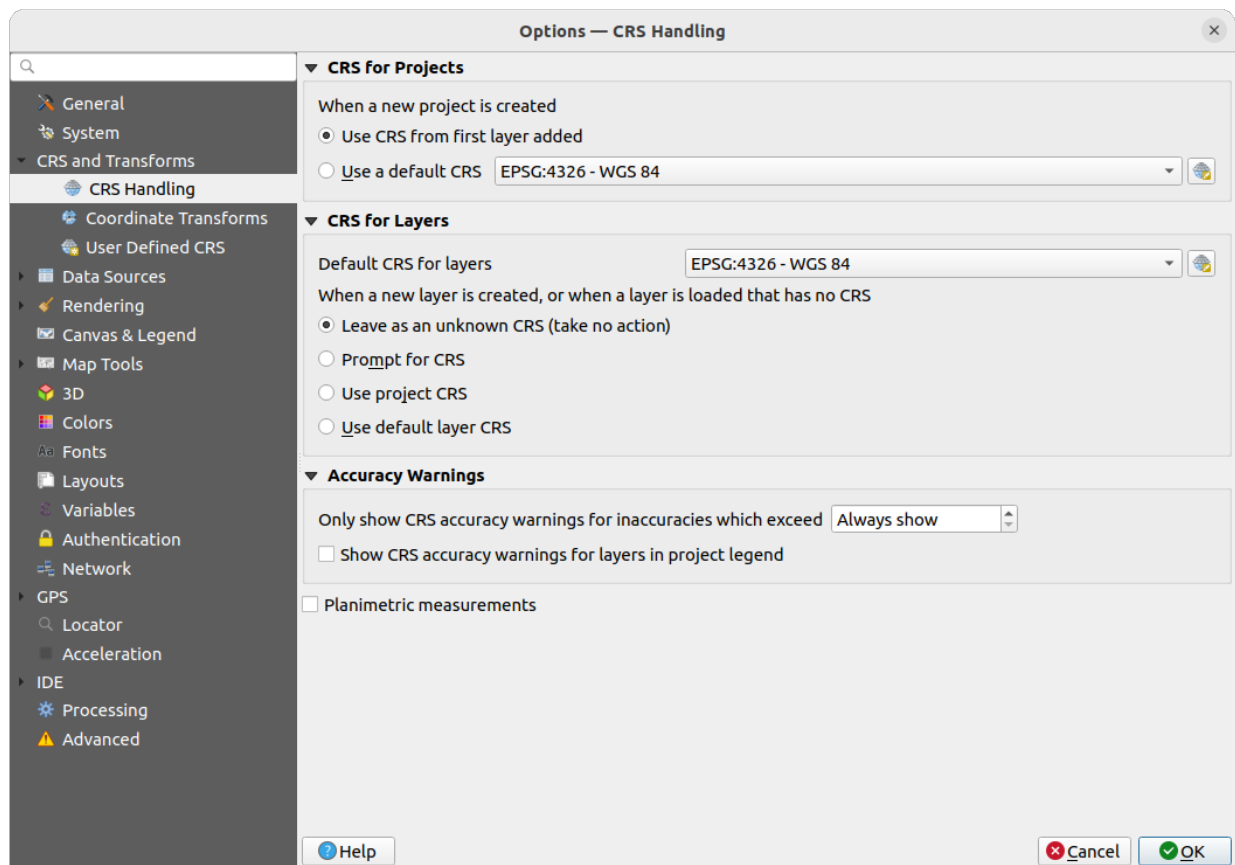 Options — CRS Handling
General
System
CRS and Transforms
CRS Handling
Coordinate Transforms
User Defined CRS
Data Sources
Rendering
Canvas & Legend
Map Tools
3D
Colors
Aa Fonts
Layouts
ε Variables
Authentication
Network
GPS
Locator
Acceleration
IDE
Processing
Advanced
CRS for Projects
When a new project is created
Use CRS from first layer added
Use a default CRS EPSG:4326 - WGS 84
CRS for Layers
Default CRS for layers EPSG:4326 - WGS 84
When a new layer is created, or when a layer is loaded that has no CRS
Leave as an unknown CRS (take no action)
Prompt for CRS
Use project CRS
Use default layer CRS
Accuracy Warnings
Only show CRS accuracy warnings for inaccuracies which exceed Always show
Show CRS accuracy warnings for layers in project legend
Planimetric measurements
? Help
Cancel
OK